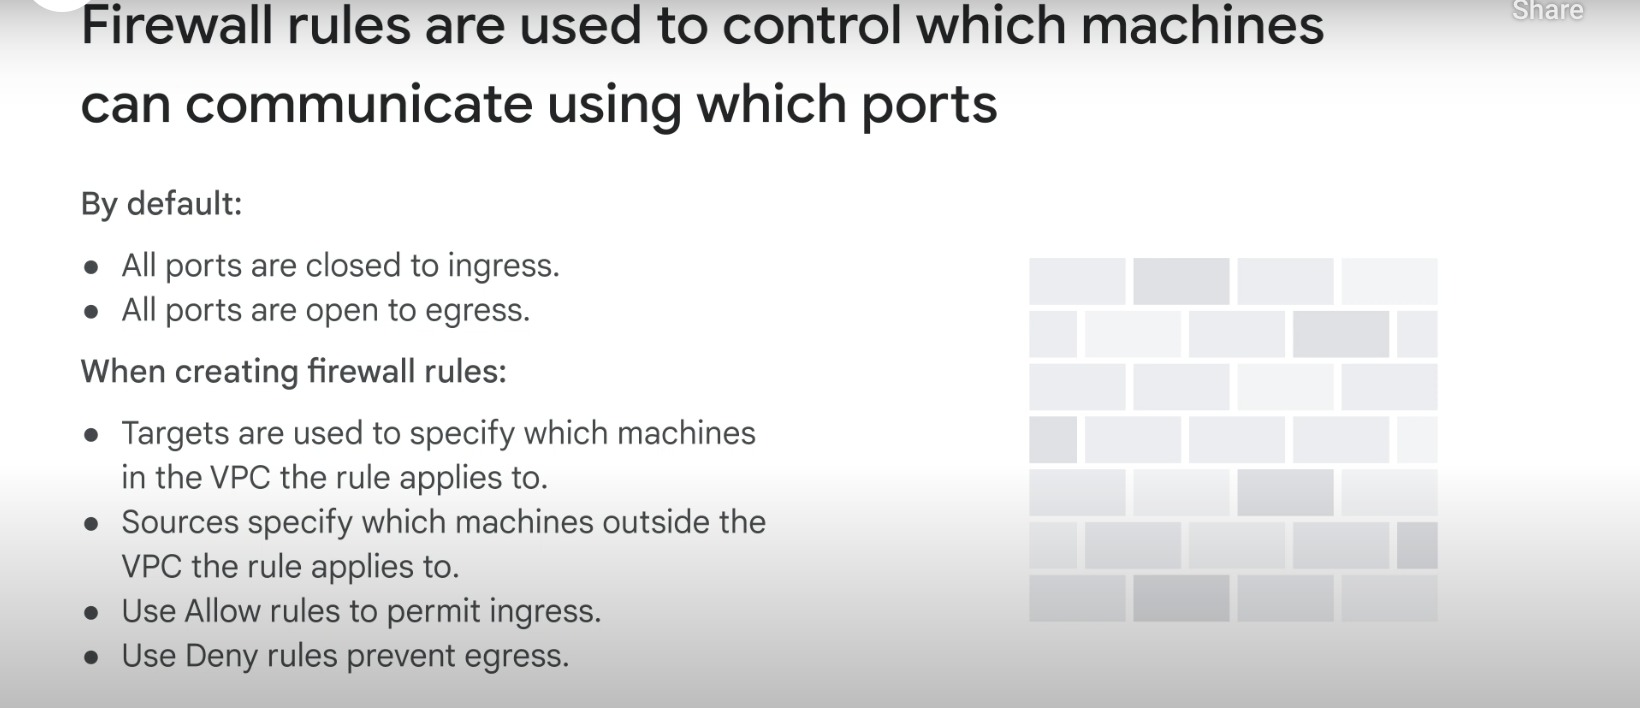 Share
Firewall rules are used to control which machines
can communicate using which ports
By default:
● All ports are closed to ingress.
● All ports are open to egress.
When creating firewall rules:
● Targets are used to specify which machines
in the VPC the rule applies to.
● Sources specify which machines outside the
VPC the rule applies to.
● Use Allow rules to permit ingress.
● Use Deny rules prevent egress.